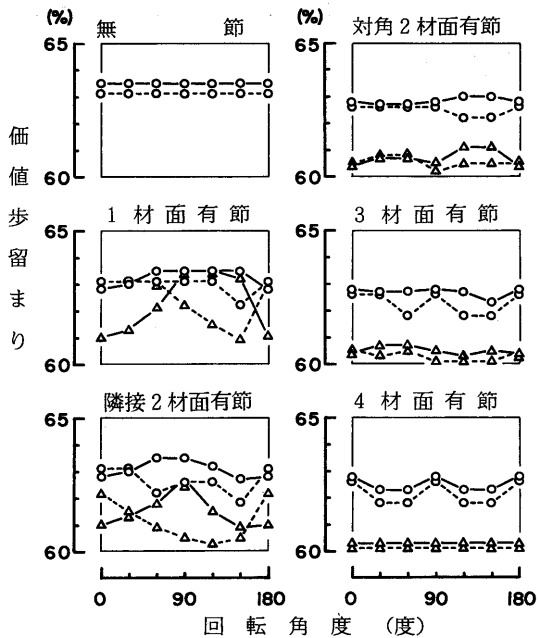 (%)
65
60
無節
(%)
65
60
対角2材面有節
65
60
1材面有節
65
60
3材面有節
65
60
隣接2材面有節
65
60
4材面有節
0 90 180
0 90 180
価値歩留まり
回転角度 (度)